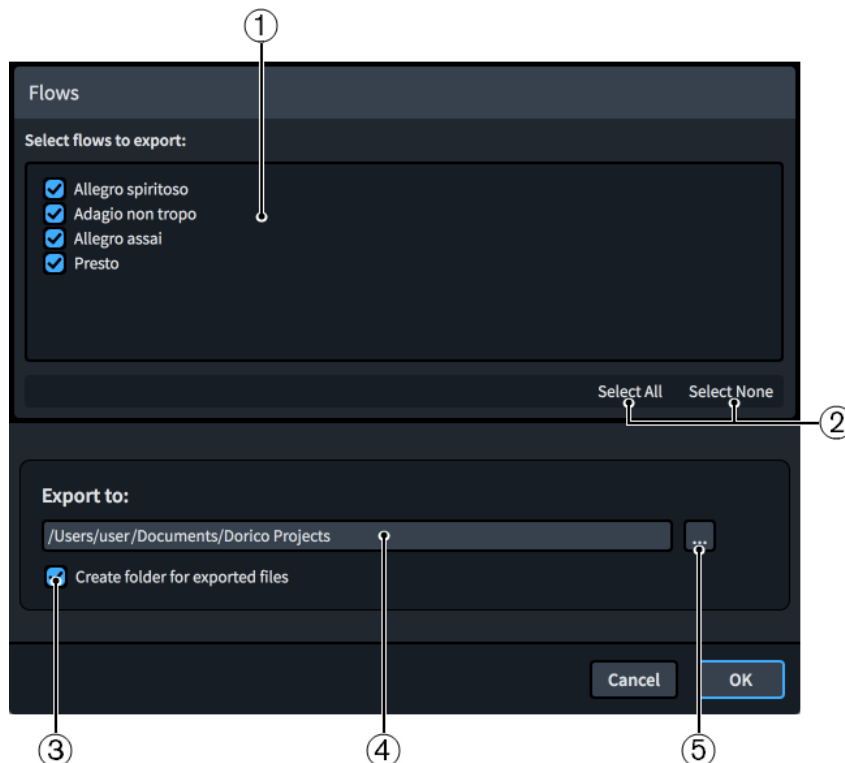 ①
Flows
Select flows to export:
Allegro spiritoso
Adagio non tropo
Allegro assai
Presto
Select All Select None
②
Export to:
/Users/user/Documents/Dorico Projects ...
Create folder for exported files
Cancel OK
③ ④ ⑤